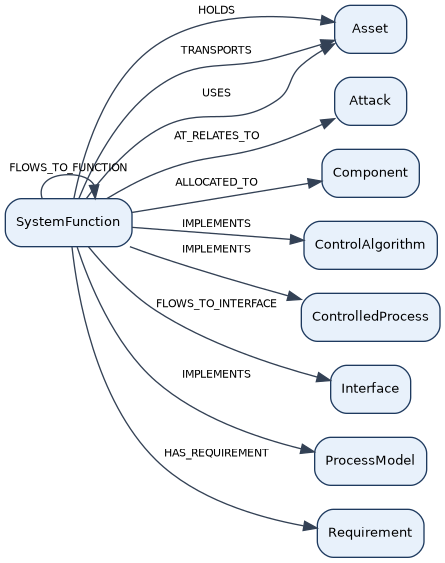 HOLDS
Asset
TRANSPORTS
USES
Attack
AT_RELATES_TO
FLOWS_TO_FUNCTION
Component
ALLOCATED_TO
SystemFunction
IMPLEMENTS
ControlAlgorithm
IMPLEMENTS
FLOWS_TO_INTERFACE
ControlledProcess
IMPLEMENTS
Interface
HAS_REQUIREMENT
ProcessModel
Requirement